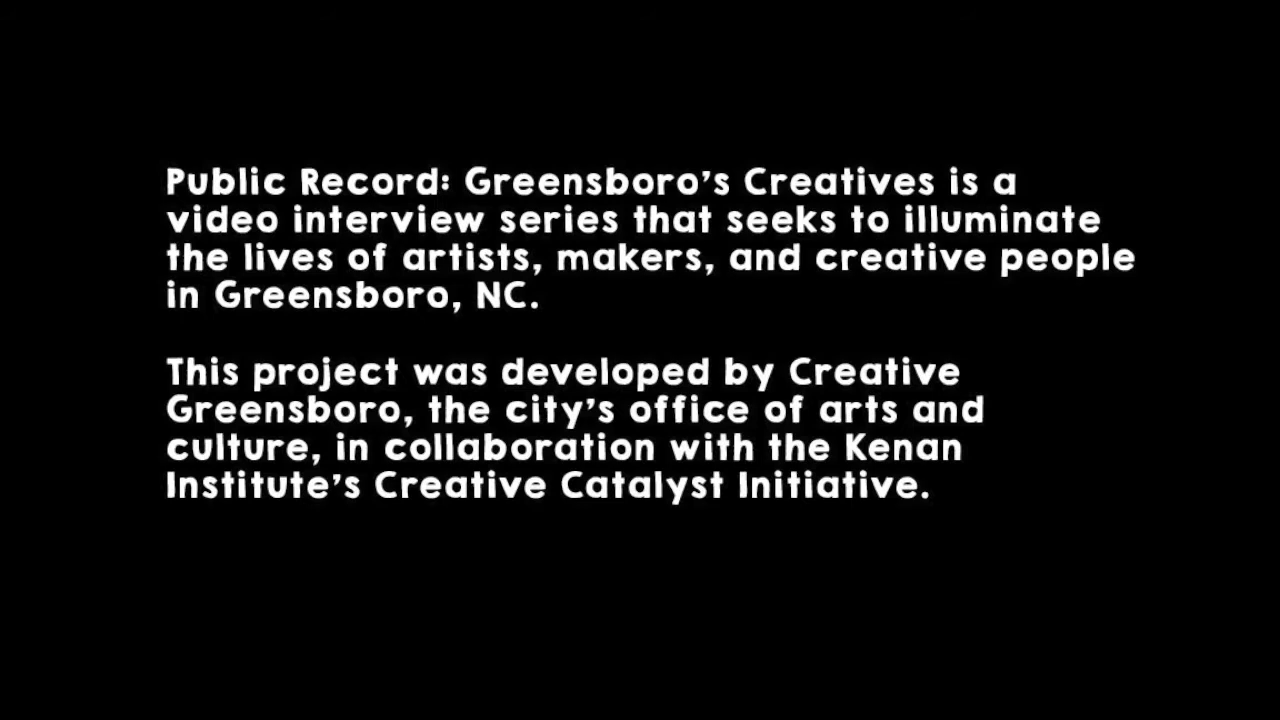 Public Record: Greensboro's Creatives is a
video interview series that seeks to illuminate
the lives of artists, makers, and creative people
in Greensboro, NC.
This project was developed by Creative
Greensboro, the city's office of arts and
culture, in collaboration with the Kenan
Institute's Creative Catalyst Initiative.